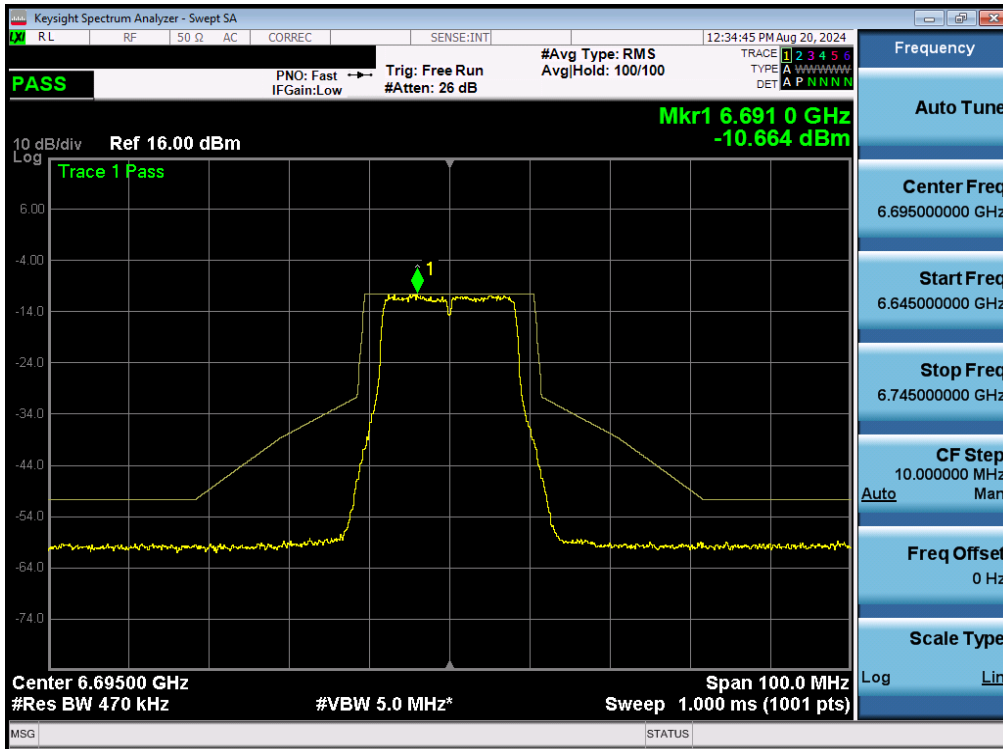 Keysight Spectrum Analyzer - Swept SA
LXI RL RF 50 Ω AC CORREC SENSE:INT 12:34:45 PM Aug 20, 2024
PASS
PNO: Fast
IFGain:Low
Trig: Free Run
#Atten: 26 dB
#Avg Type: RMS
Avg|Hold: 100/100
TRACE 1 2 3 4 5 6
TYPE A WWWWW
DET A P N N N N
Mkr1 6.691 0 GHz
-10.664 dBm
10 dB/div Ref 16.00 dBm
Log
Trace 1 Pass
6.00
-4.00
1
-14.0
-24.0
-34.0
-44.0
-54.0
-64.0
-74.0
Center 6.69500 GHz Span 100.0 MHz
#Res BW 470 kHz #VBW 5.0 MHz* Sweep 1.000 ms (1001 pts)
MSG STATUS
Frequency
Auto Tune
Center Freq
6.695000000 GHz
Start Freq
6.645000000 GHz
Stop Freq
6.745000000 GHz
CF Step
10.000000 MHz
Auto Man
Freq Offset
0 Hz
Scale Type
Log Lin